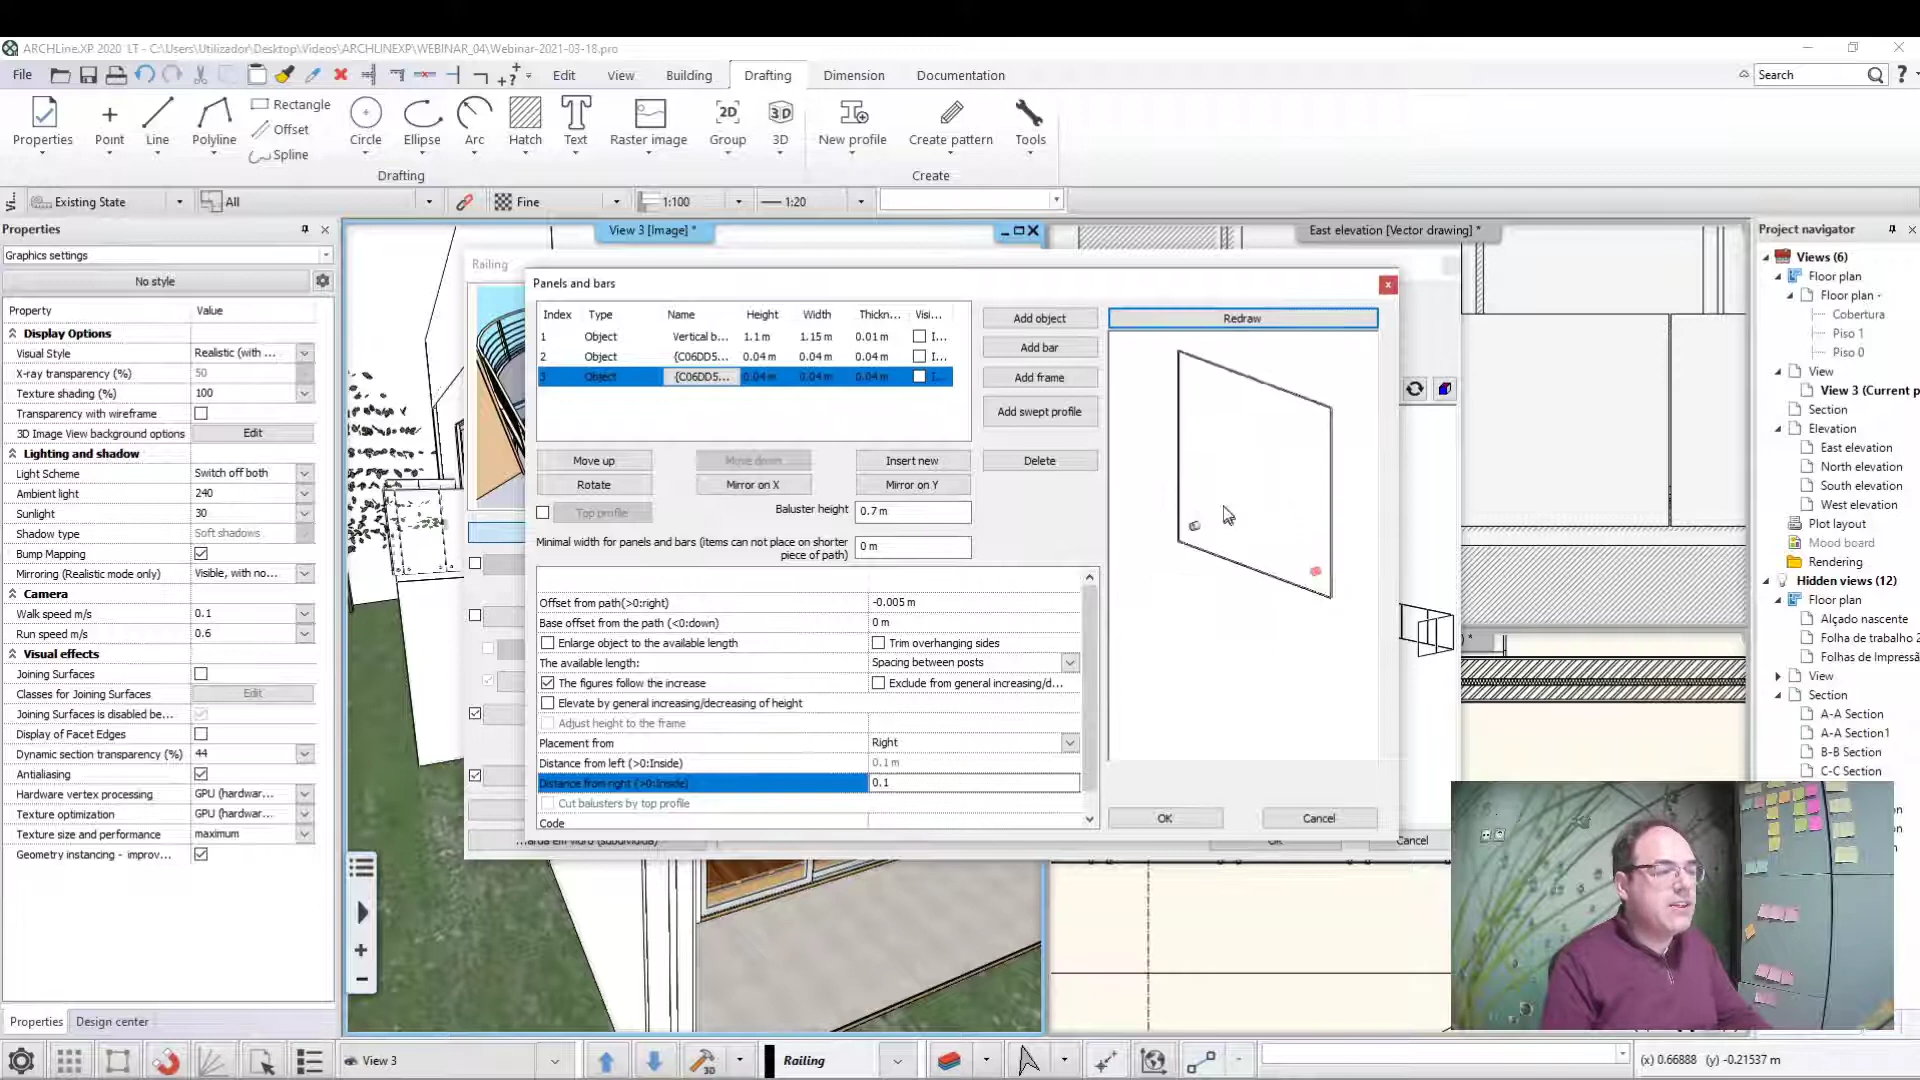 ARCHLine.XP 2020 LT - C:\Users\Utilizador\Desktop\Videos\ARCHLINEXP\WEBINAR_04\Webinar-2021-03-18.pro
File Edit View Building Drafting Dimension Documentation Search
Properties Point Line Polyline Rectangle Offset Spline Circle Ellipse Arc Hatch Text Raster image Group 3D New profile Create pattern Tools
2D 3D
Drafting Create
Existing State All Fine 1:100 1:20
Properties
Graphics settings
No style
Property Value
Display Options
Visual Style Realistic (with ...
X-ray transparency (%) 50
Texture shading (%) 100
Transparency with wireframe
3D Image View background options Edit
Lighting and shadow
Light Scheme Switch off both
Ambient light 240
Sunlight 30
Shadow type Soft shadows
Bump Mapping
Mirroring (Realistic mode only) Visible, with no...
Camera
Walk speed m/s 0.1
Run speed m/s 0.6
Visual effects
Joining Surfaces
Classes for Joining Surfaces Edit
Joining Surfaces is disabled be...
Display of Facet Edges
Dynamic section transparency (%) 44
Antialiasing
Hardware vertex processing GPU (hardwar...
Texture optimization GPU (hardwar...
Texture size and performance maximum
Geometry instancing - improv...
Properties Design center
View 3 [Image] *
East elevation [Vector drawing] *
Railing
Panels and bars
Index Type Name Height Width Thickn... Visi...
1 Object Vertical b... 1.1 m 1.15 m 0.01 m I...
2 Object {C06DD5... 0.04 m 0.04 m 0.04 m I...
3 Object {C06DD5... 0.04 m 0.04 m 0.04 m I...
Add object
Add bar
Add frame
Add swept profile
Redraw
Move up Move down Insert new Delete
Rotate Mirror on X Mirror on Y
Top profile Baluster height 0.7 m
Minimal width for panels and bars (items can not place on shorter
piece of path) 0 m
Offset from path(>0:right) -0.005 m
Base offset from the path (<0:down) 0 m
Enlarge object to the available length Trim overhanging sides
The available length: Spacing between posts
The figures follow the increase Exclude from general increasing/d...
Elevate by general increasing/decreasing of height
Adjust height to the frame
Placement from Right
Distance from left (>0:Inside) 0.1 m
Distance from right (>0:Inside) 0.1
Cut balusters by top profile
Code
OK Cancel
OK Cancel
Project navigator
Views (6)
Floor plan
Floor plan -
Cobertura
Piso 1
Piso 0
View
View 3 (Current p
Section
Elevation
East elevation
North elevation
South elevation
West elevation
Plot layout
Mood board
Rendering
Hidden views (12)
Floor plan
Alçado nascente
Folha de trabalho 2
Folhas de Impressã
View
Section
A-A Section
A-A Section1
B-B Section
C-C Section
View 3 Railing (x) 0.66888 (y) -0.21537 m